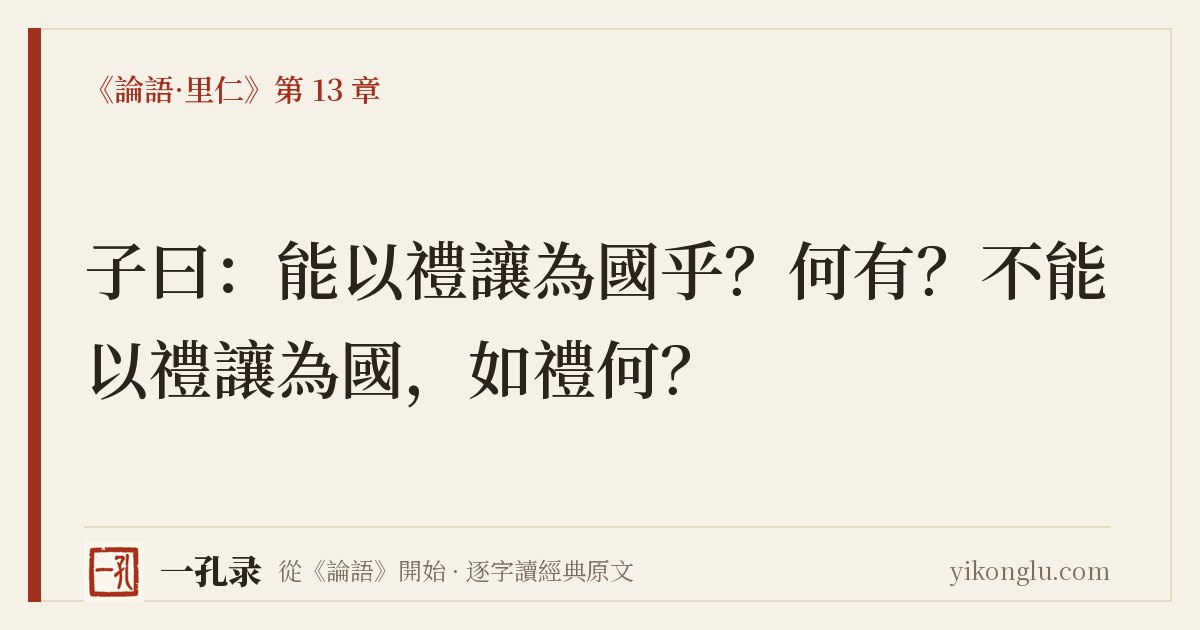 《論語·里仁》第 13 章
子曰：能以禮讓為國乎？何有？不能
以禮讓為國，如禮何？
一孔
一孔录 從《論語》開始 · 逐字讀經典原文
yikonglu.com